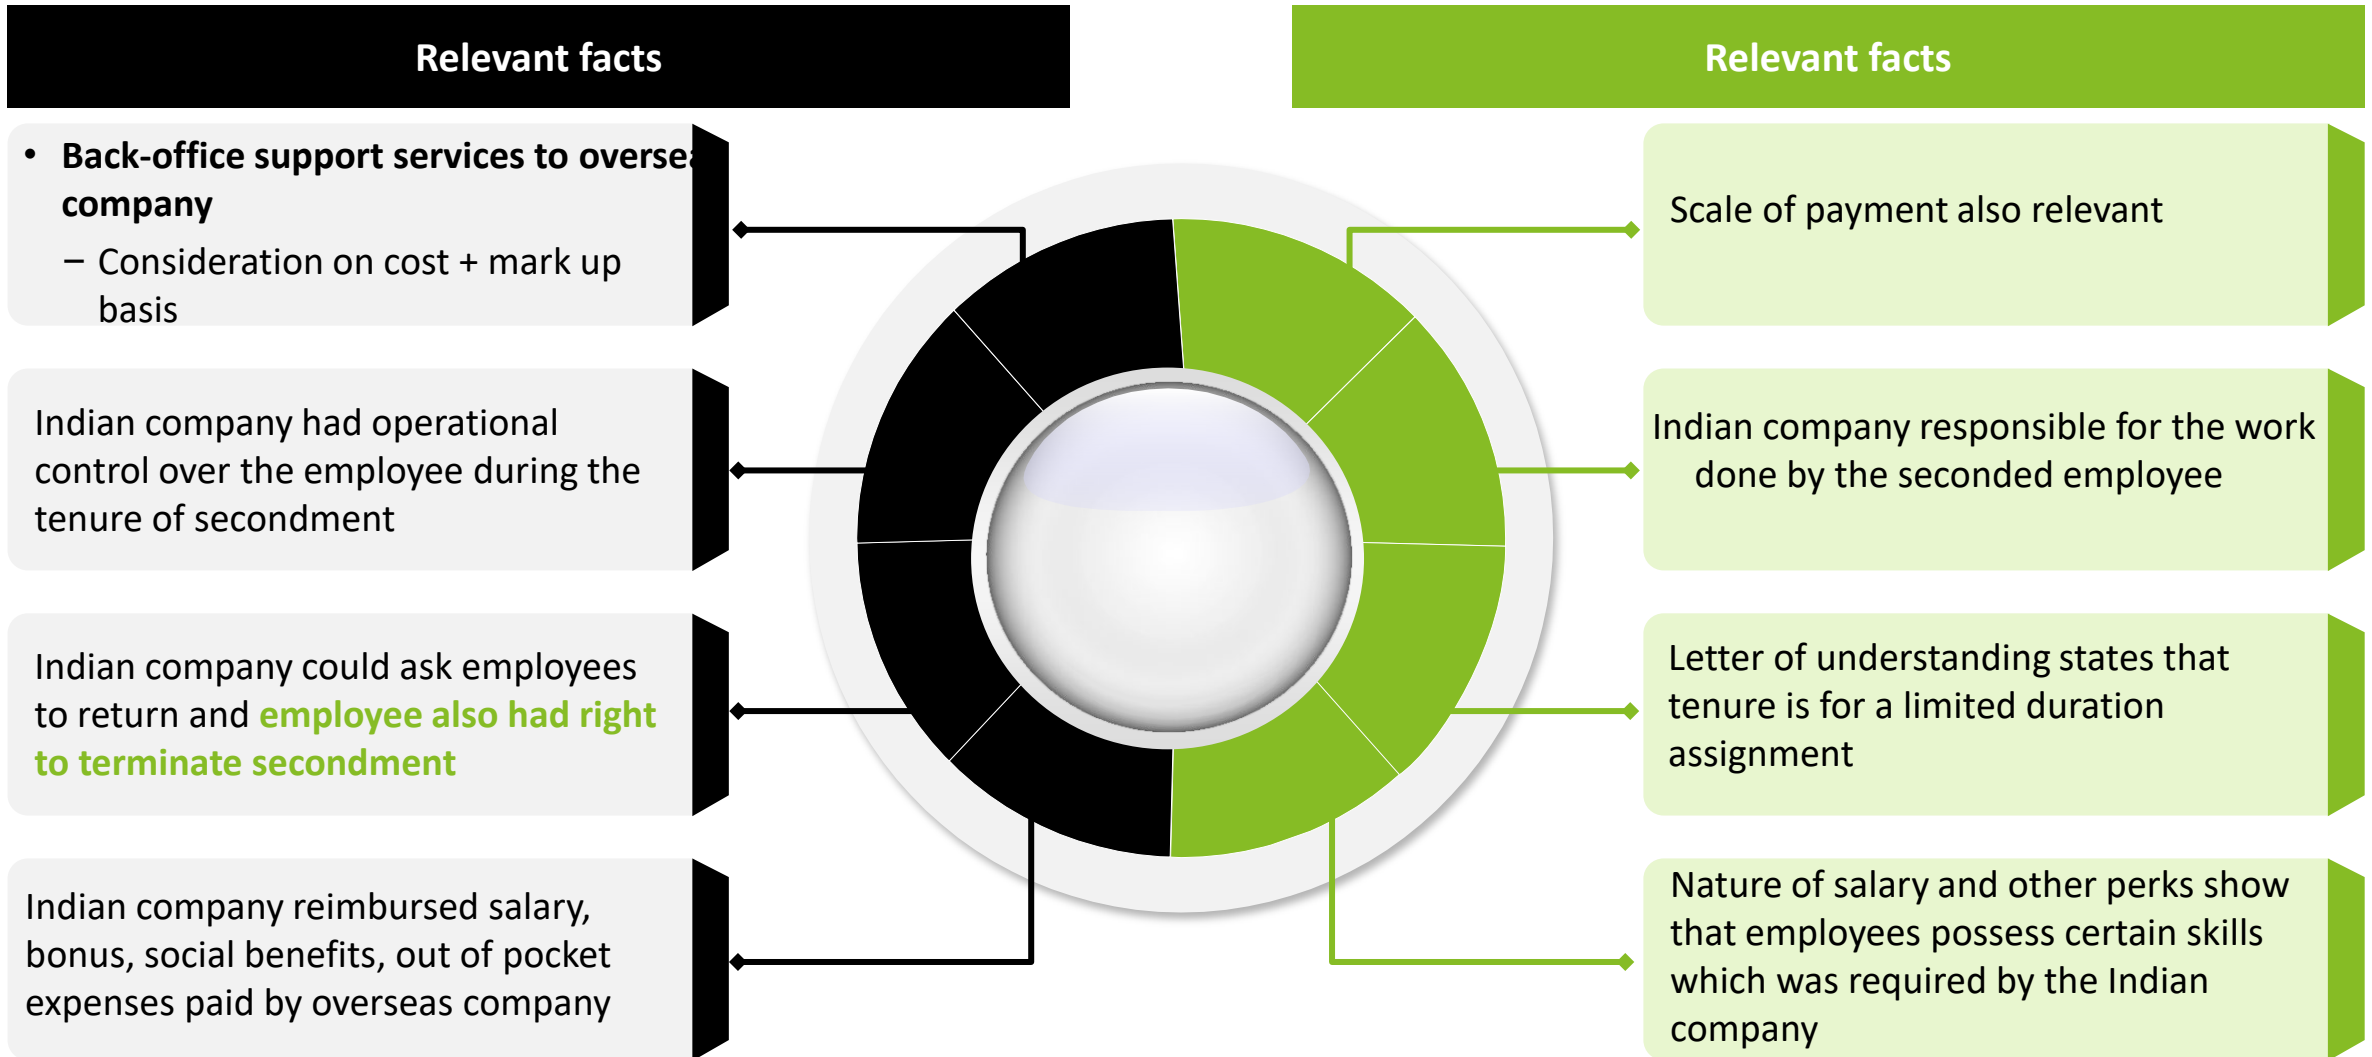 Relevant facts
• Back-office support services to oversea
company
– Consideration on cost + mark up
basis
Indian company had operational
control over the employee during the
tenure of secondment
Indian company could ask employees
to return and employee also had right
to terminate secondment
Indian company reimbursed salary,
bonus, social benefits, out of pocket
expenses paid by overseas company
Relevant facts
Scale of payment also relevant
Indian company responsible for the work
done by the seconded employee
Letter of understanding states that
tenure is for a limited duration
assignment
Nature of salary and other perks show
that employees possess certain skills
which was required by the Indian
company